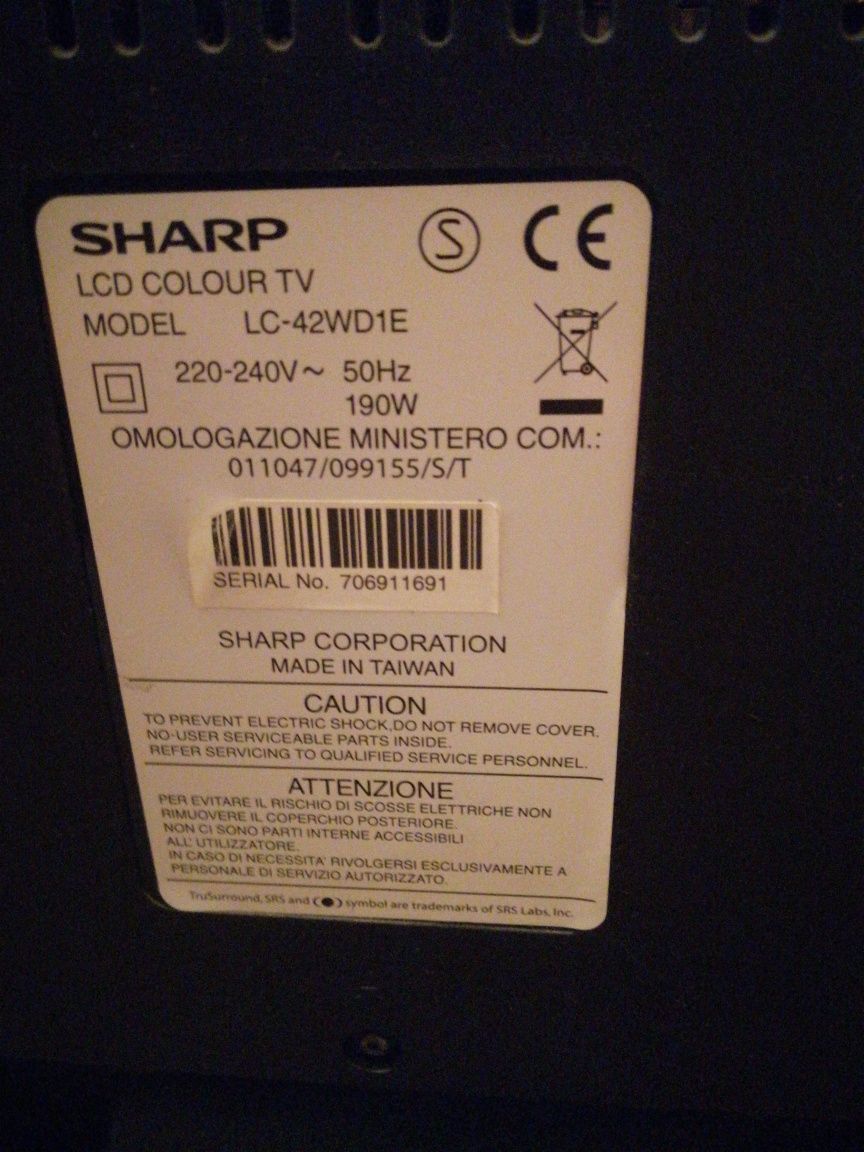 SHARP
S
CE
LCD COLOUR TV
MODEL LC-42WD1E
220-240V~ 50Hz
190W
OMOLOGAZIONE MINISTERO COM.:
011047/099155/S/T
SERIAL No. 706911691
SHARP CORPORATION
MADE IN TAIWAN
CAUTION
TO PREVENT ELECTRIC SHOCK,DO NOT REMOVE COVER.
NO-USER SERVICEABLE PARTS INSIDE.
REFER SERVICING TO QUALIFIED SERVICE PERSONNEL.
ATTENZIONE
PER EVITARE IL RISCHIO DI SCOSSE ELETTRICHE NON
RIMUOVERE IL COPERCHIO POSTERIORE.
NON CI SONO PARTI INTERNE ACCESSIBILI
ALL' UTILIZZATORE.
IN CASO DI NECESSITA' RIVOLGERSI ESCLUSIVAMENTE A
PERSONALE DI SERVIZIO AUTORIZZATO.
TruSurround, SRS and (●) symbol are trademarks of SRS Labs, Inc.